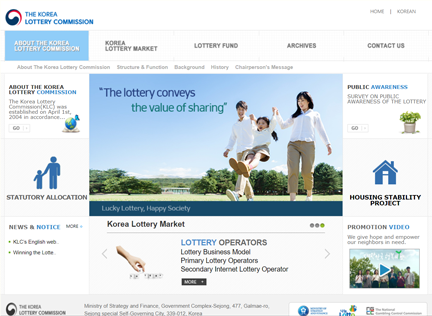 THE KOREA
LOTTERY COMMISSION
HOME | KOREAN
ABOUT THE KOREA
LOTTERY COMMISSION
KOREA
LOTTERY MARKET
LOTTERY FUND
ARCHIVES
CONTACT US
About The Korea Lottery Commission Structure & Function Background History Chairperson's Message
ABOUT THE KOREA
LOTTERY COMMISSION
The Korea Lottery
Commission(KLC) was
established on April 1st,
2004 in accordance....
GO
"The lottery conveys
the value of sharing"
PUBLIC AWARENESS
SURVEY ON PUBLIC
AWARENESS OF THE LOTTERY
GO
STATUTORY ALLOCATION
HOUSING STABILITY
PROJECT
Lucky Lottery, Happy Society
NEWS & NOTICE MORE
KLC's English web..
Winning the Lotte..
Korea Lottery Market
LOTTERY OPERATORS
Lottery Business Model
Primary Lottery Operators
Secondary Internet Lottery Operator
MORE
PROMOTION VIDEO
We give hope and empower
our neighbors in need.
THE KOREA
LOTTERY COMMISSION
Ministry of Strategy and Finance, Government Complex-Sejong, 477, Galmae-ro,
Sejong special Self-Governing City, 339-012, Korea